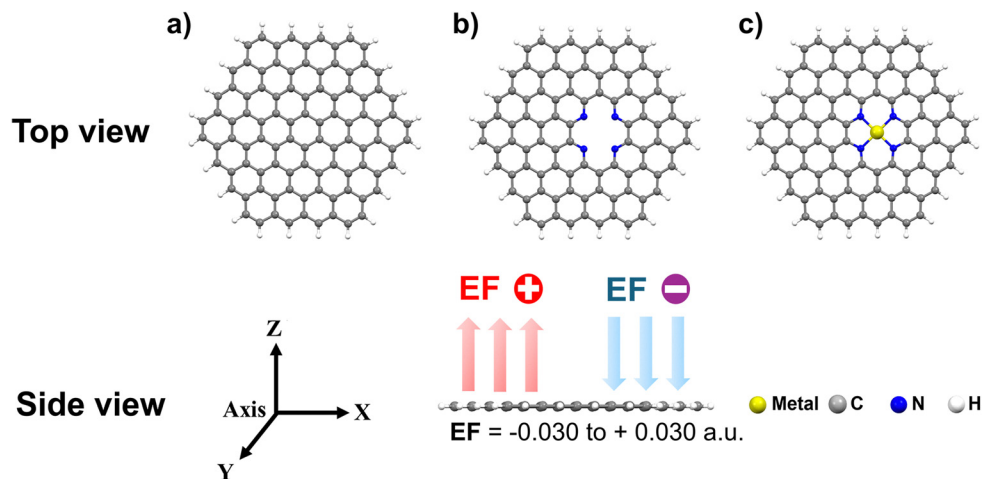 a)
b)
c)
Top view
EF +
EF −
Side view
Z
Axis
X
Y
EF = -0.030 to + 0.030 a.u.
Metal
C
N
H